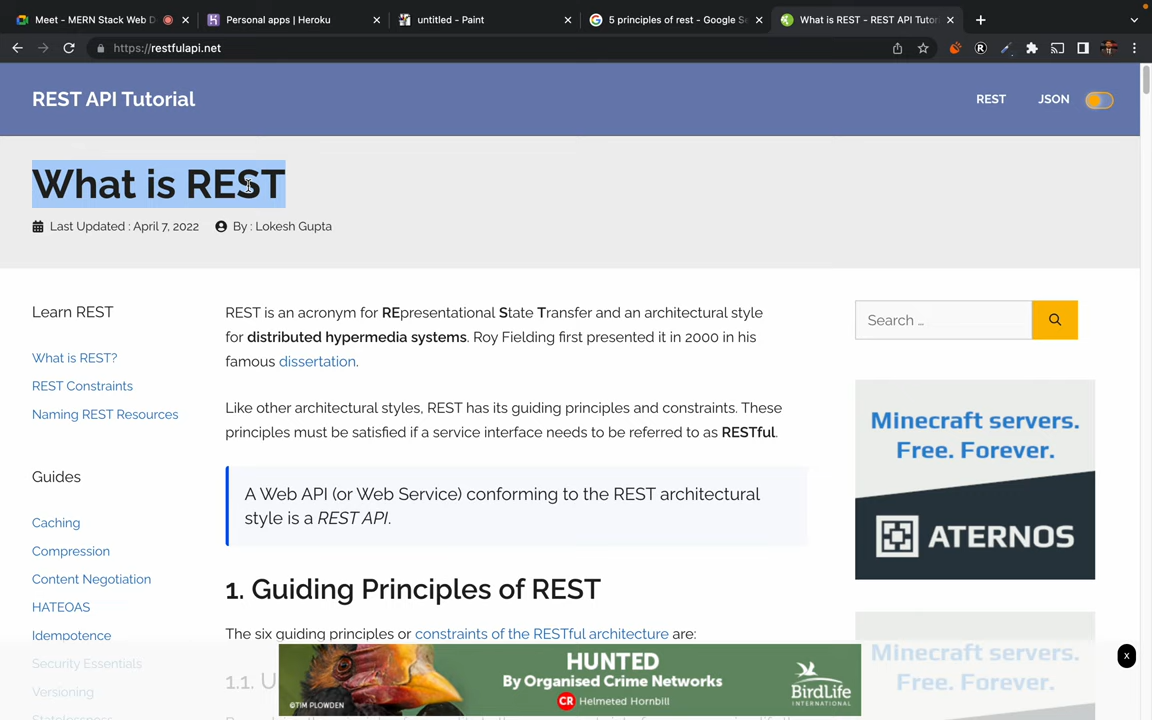 Meet - MERN Stack Web D
Personal apps | Heroku
untitled - Paint
5 principles of rest - Google Se
What is REST - REST API Tutor
https://restfulapi.net
REST API Tutorial
REST
JSON
What is REST
Last Updated : April 7, 2022
By : Lokesh Gupta
Learn REST
What is REST?
REST Constraints
Naming REST Resources
Guides
Caching
Compression
Content Negotiation
HATEOAS
Idempotence
Security Essentials
Versioning
Statelessness
REST is an acronym for REpresentational State Transfer and an architectural style
for distributed hypermedia systems. Roy Fielding first presented it in 2000 in his
famous dissertation.
Like other architectural styles, REST has its guiding principles and constraints. These
principles must be satisfied if a service interface needs to be referred to as RESTful.
A Web API (or Web Service) conforming to the REST architectural
style is a REST API.
1. Guiding Principles of REST
The six guiding principles or constraints of the RESTful architecture are:
1.1. U
Search ...
Minecraft servers.
Free. Forever.
ATERNOS
Minecraft servers.
Free. Forever.
HUNTED
By Organised Crime Networks
CR Helmeted Hornbill
©TIM PLOWDEN
BirdLife
INTERNATIONAL
X